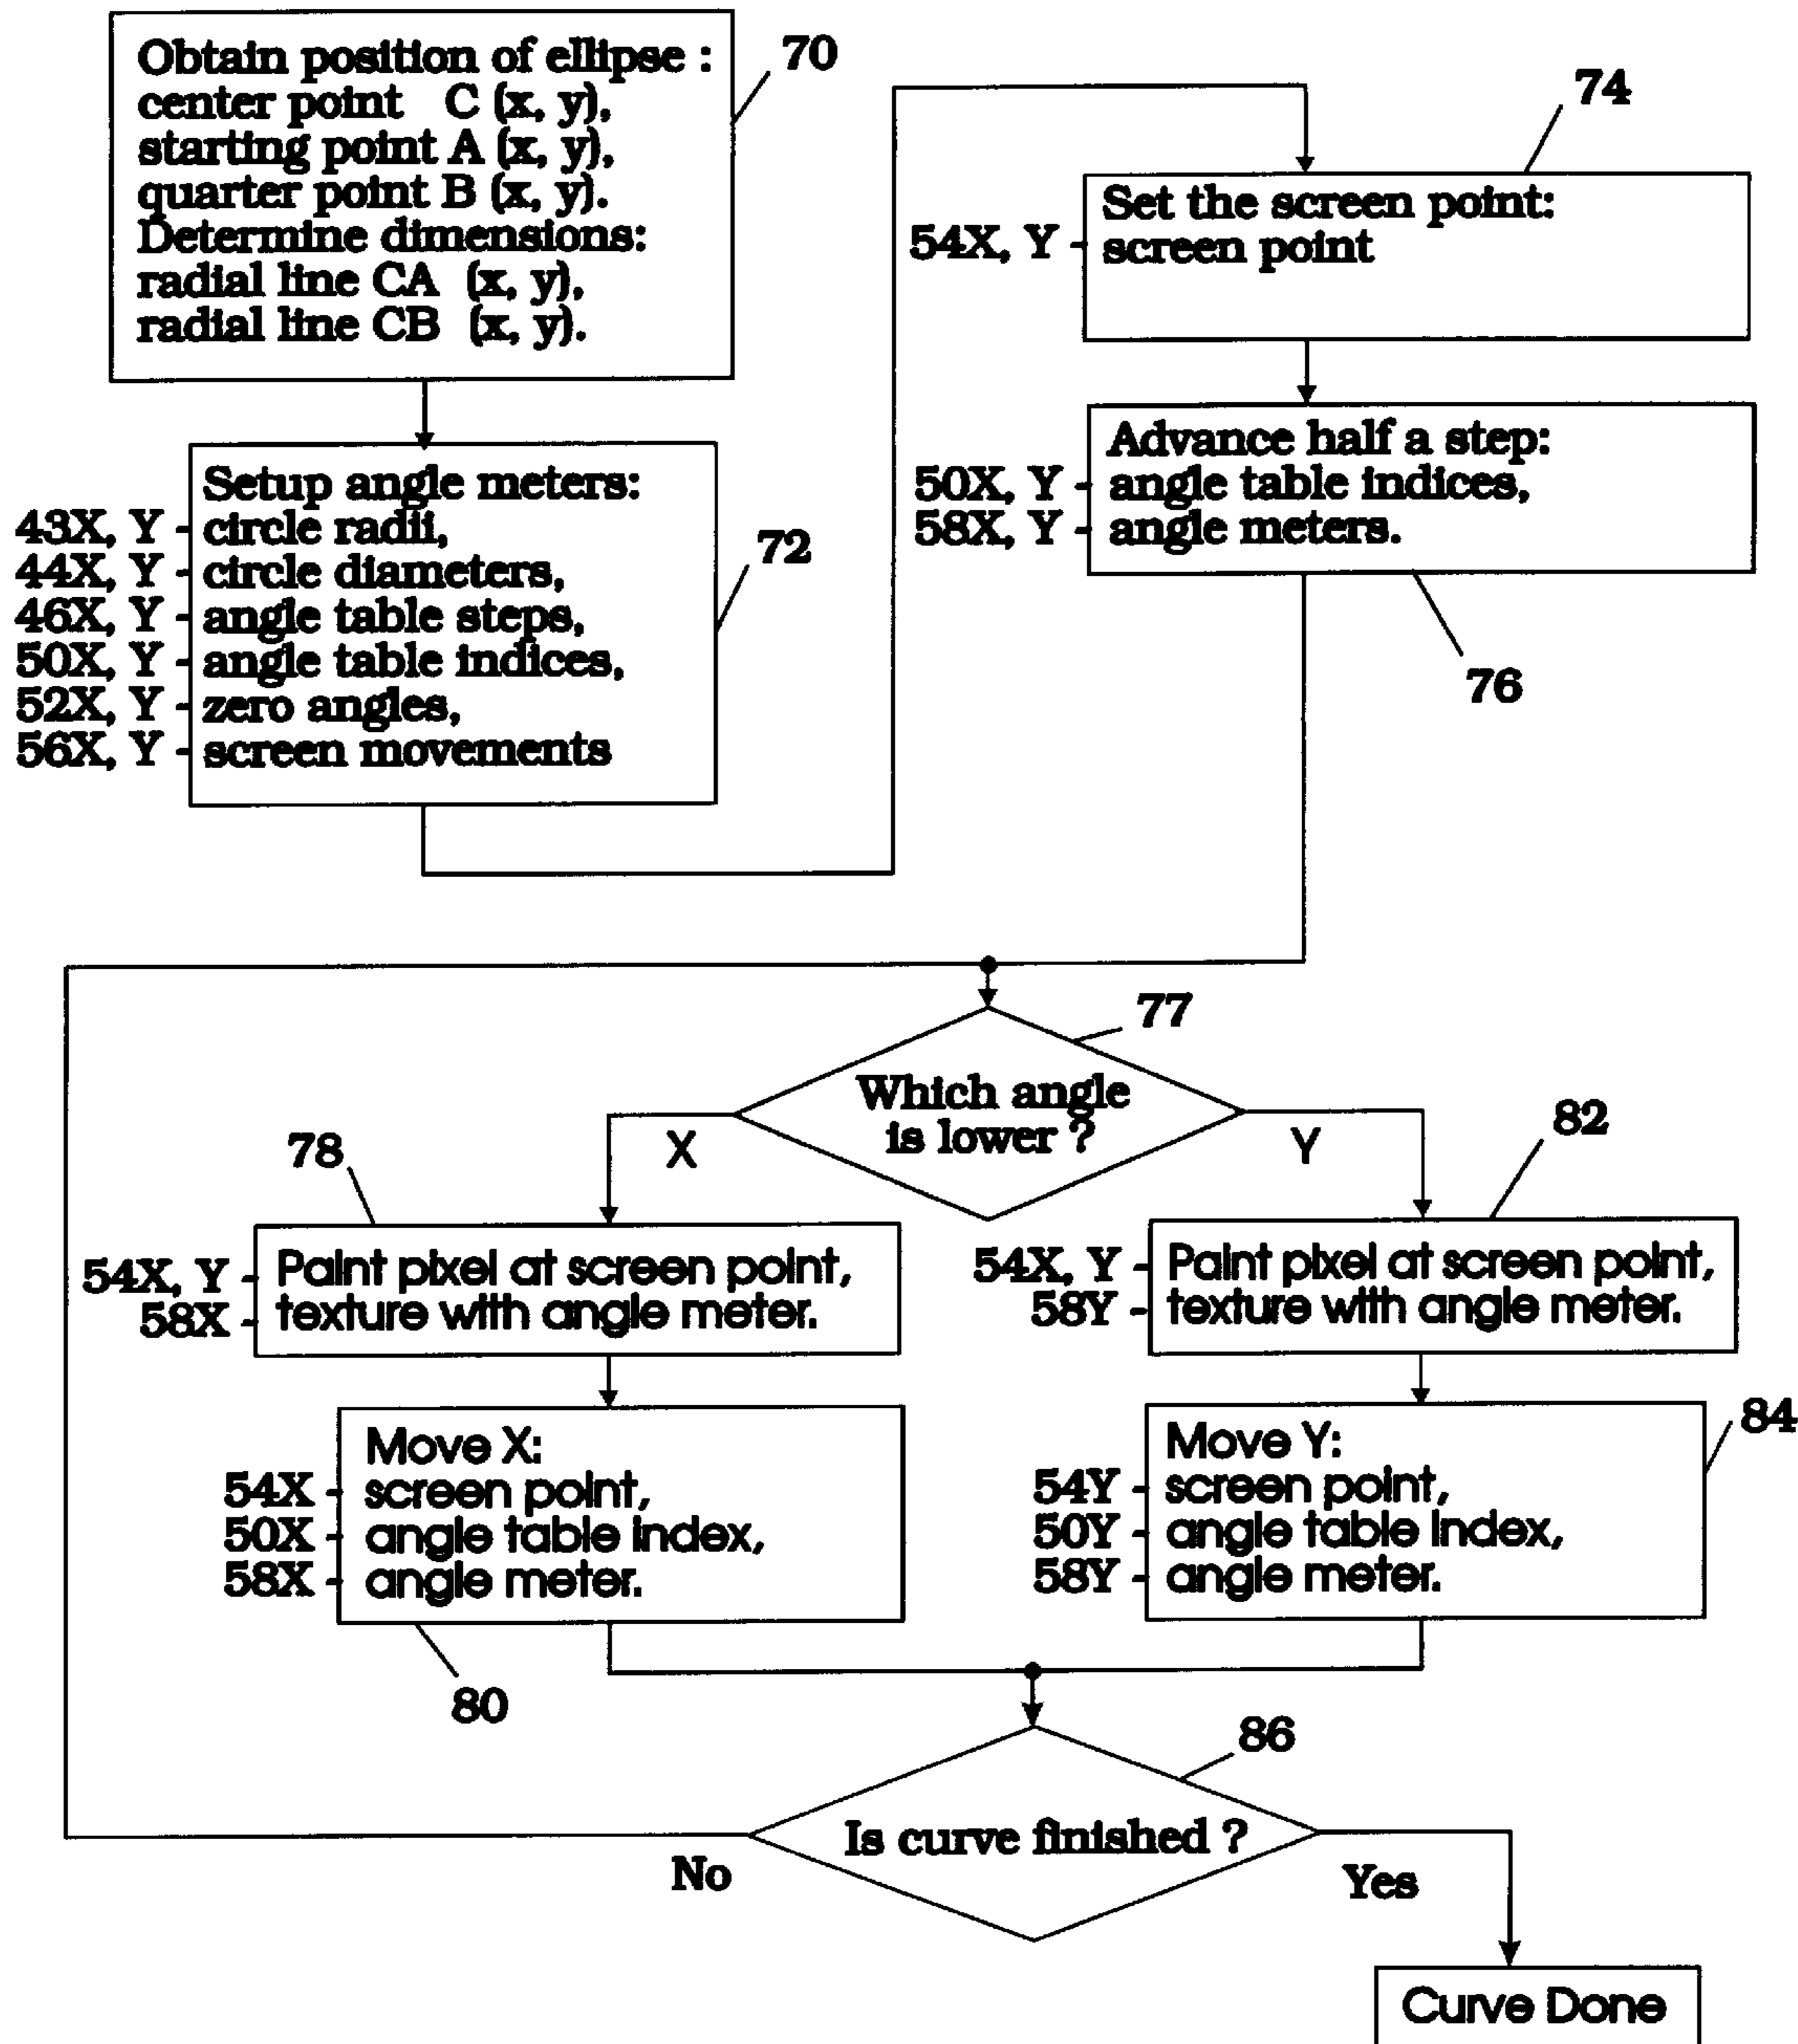 Obtain position of ellipse :
center point C (x, y),
starting point A (x, y),
quarter point B (x, y).
Determine dimensions:
radial line CA (x, y),
radial line CB (x, y).
70
Setup angle meters:
43X, Y - circle radii,
44X, Y - circle diameters,
46X, Y - angle table steps,
50X, Y - angle table indices,
52X, Y - zero angles,
56X, Y - screen movements
72
74
Set the screen point:
54X, Y - screen point
Advance half a step:
50X, Y - angle table indices,
58X, Y - angle meters.
76
77
Which angle
is lower ?
X
Y
78
54X, Y - Paint pixel at screen point,
58X - texture with angle meter.
82
54X, Y - Paint pixel at screen point,
58Y - texture with angle meter.
Move X:
54X - screen point,
50X - angle table index,
58X - angle meter.
80
84
Move Y:
54Y - screen point,
50Y - angle table index,
58Y - angle meter.
86
Is curve finished ?
No
Yes
Curve Done